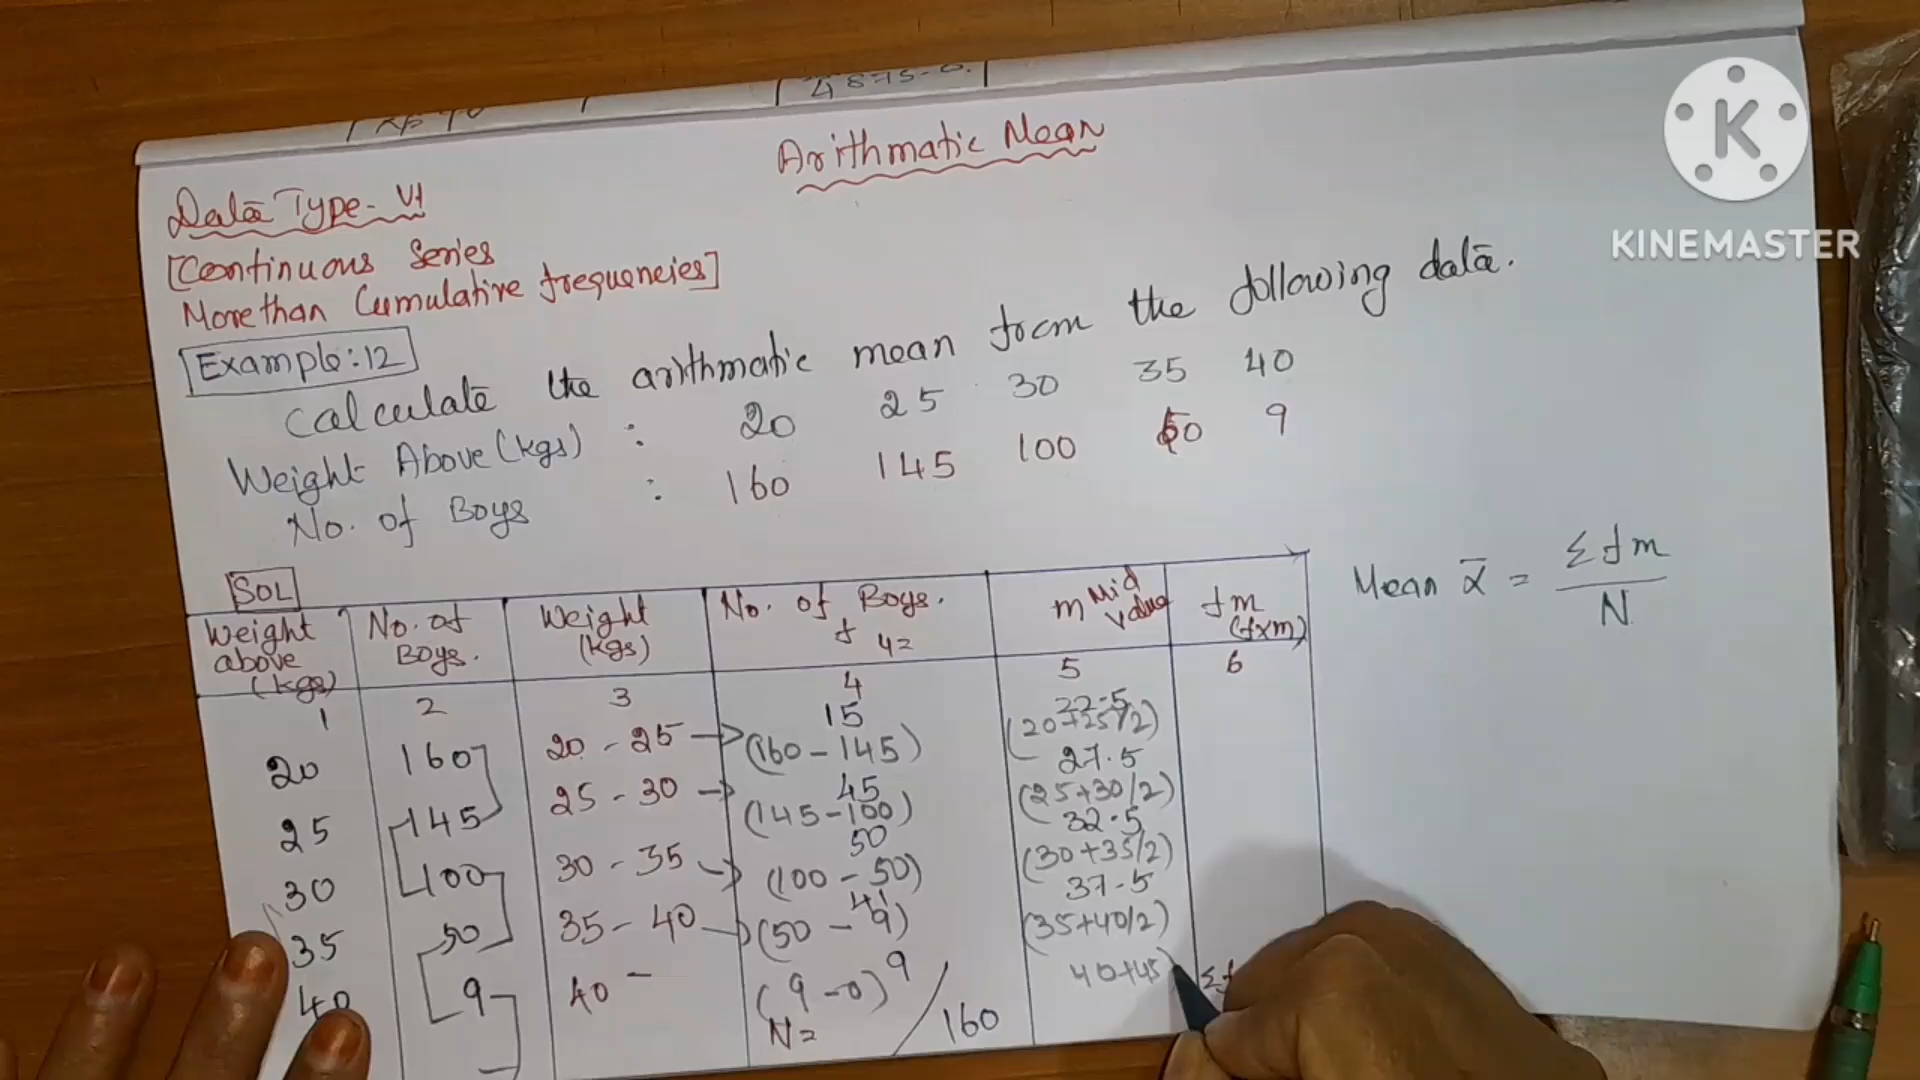 4875-0
Arithmatic Mean
K
KINEMASTER
Data Type - VI
[Continuous Series
More than Cumulative frequencies]
Example: 12
Calculate the arithmatic mean from the following data.
Weight Above (kgs) : 20 25 30 35 40
No. of Boys : 160 145 100 50 9
SOL
Mean x̄ = Σfm / N
Weight above (kgs) No. of Boys. Weight (kgs) No. of Boys. f m Mid value fm (fxm)
1 2 3 4 5 6
15 22.5
20 160 20 - 25 (160 - 145) (20+25/2)
45 27.5
25 145 25 - 30 (145-100) (25+30/2)
50 32.5
30 100 30 - 35 (100 - 50) (30+35/2)
41 37.5
35 50 35 - 40 (50 - 9) (35+40/2)
9
40 9 40 - (9 - 0) 40+45
N = 160